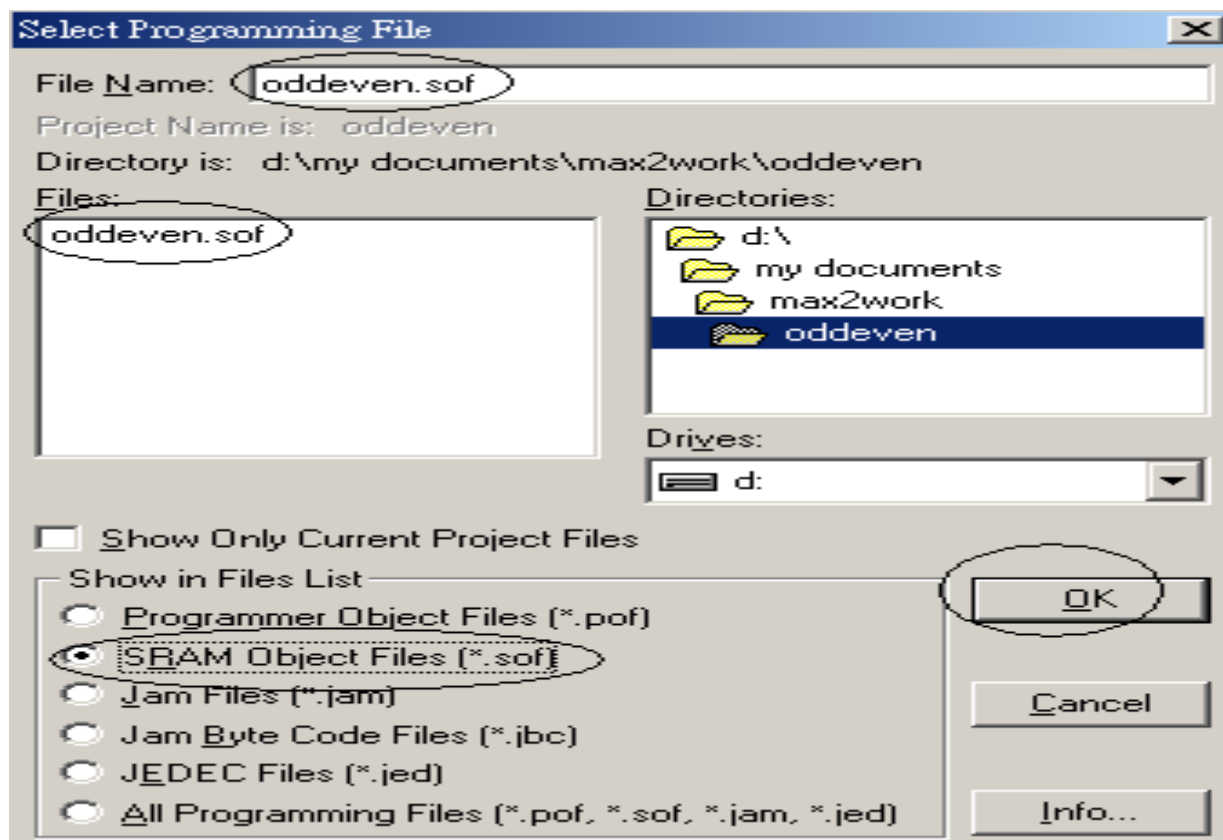 Select Programming File
File Name: oddeven.sof
Project Name is: oddeven
Directory is: d:\my documents\max2work\oddeven
Files:
oddeven.sof
Directories:
d:\
my documents
max2work
oddeven
Drives:
d:
Show Only Current Project Files
Show in Files List
Programmer Object Files (*.pof)
SRAM Object Files (*.sof)
Jam Files (*.jam)
Jam Byte Code Files (*.jbc)
JEDEC Files (*.jed)
All Programming Files (*.pof, *.sof, *.jam, *.jed)
OK
Cancel
Info...